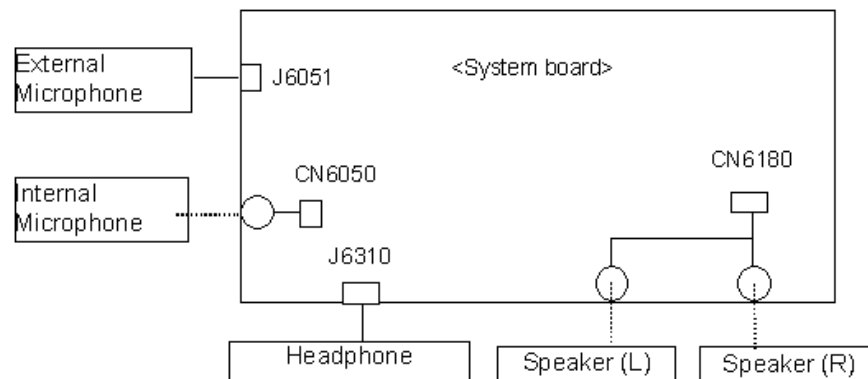 External
Microphone
J6051
<System board>
CN6180
Internal
Microphone
CN6050
J6310
Headphone
Speaker (L)
Speaker (R)